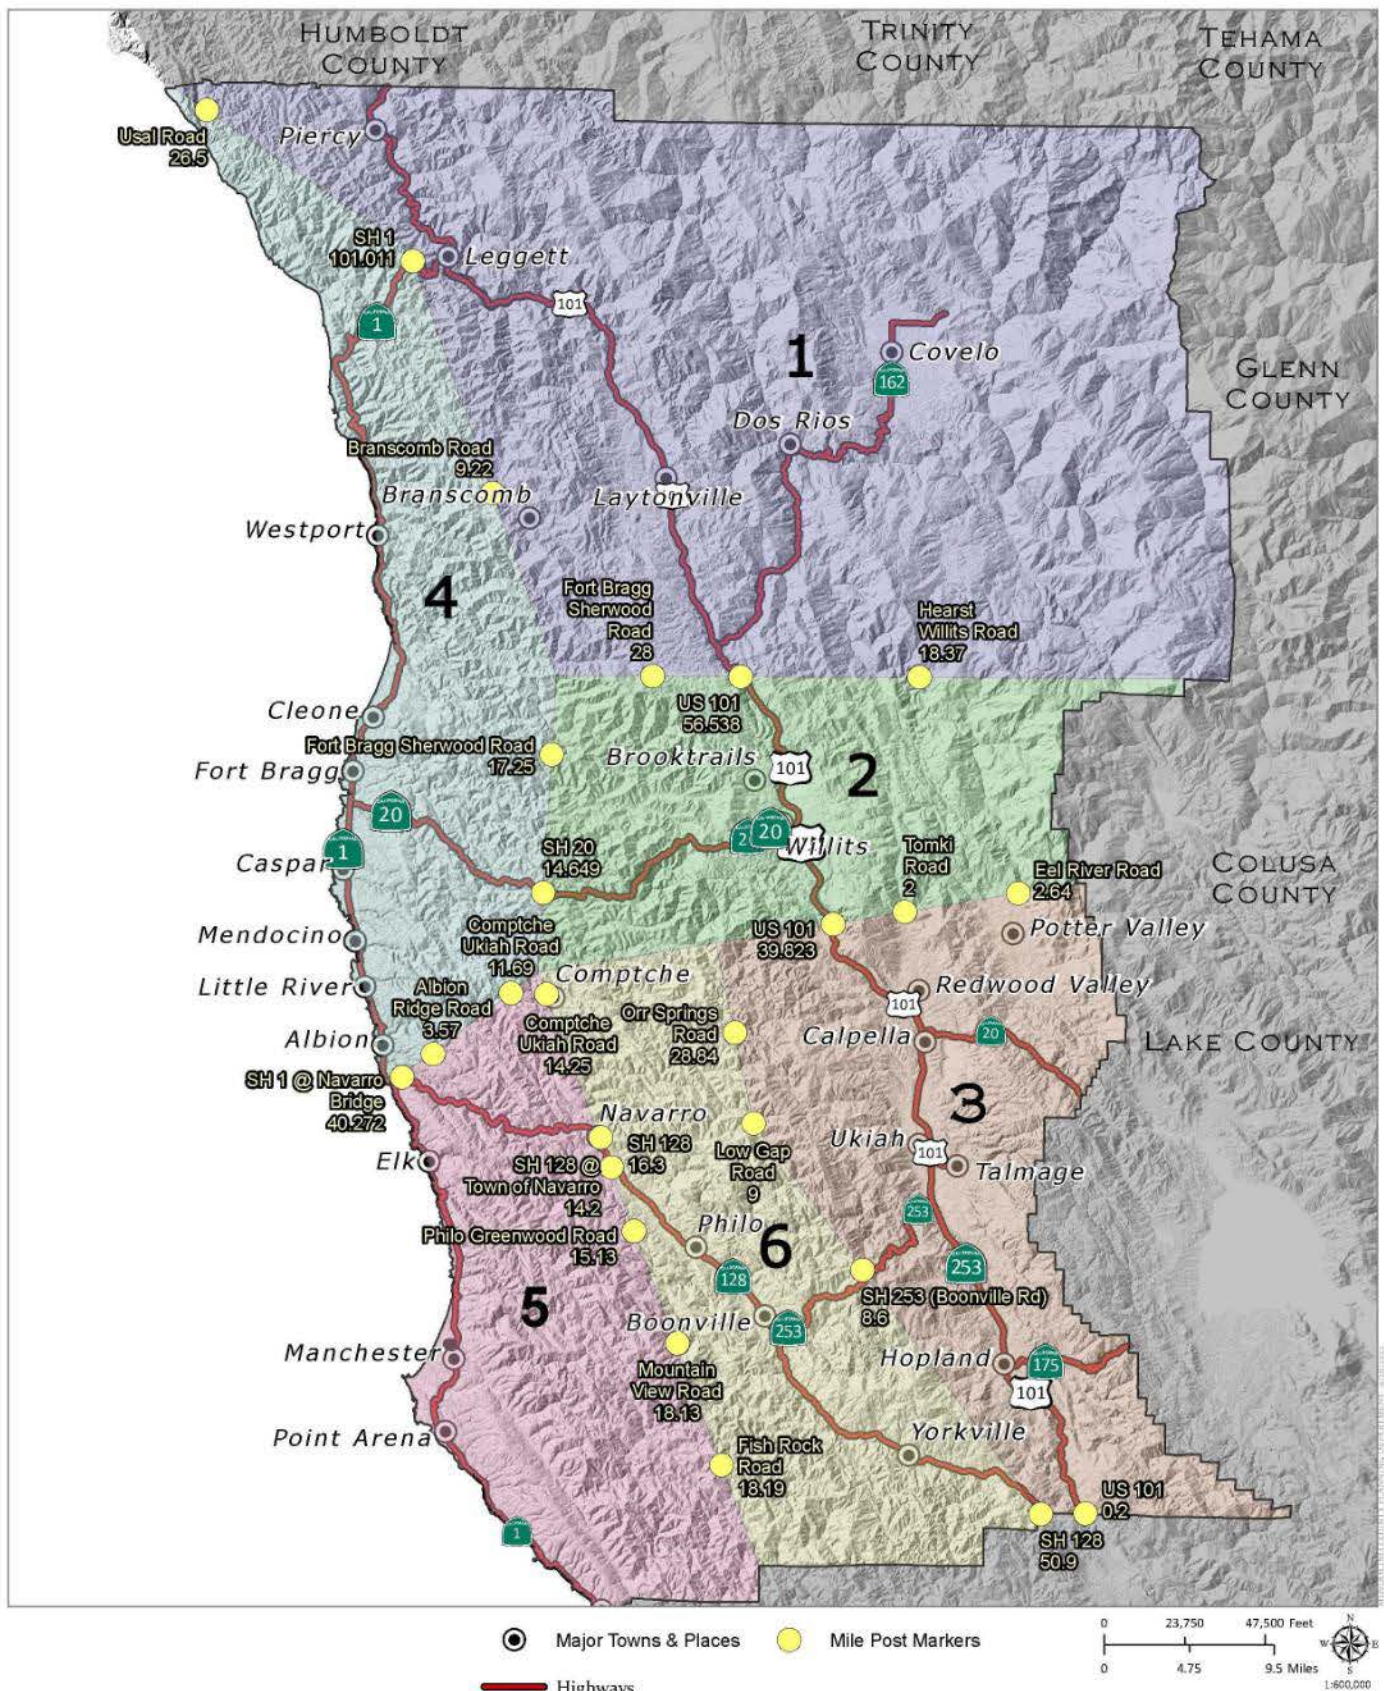 HUMBOLDT
COUNTY
TRINITY
COUNTY
TEHAMA
COUNTY
Usal Road
26.5
Piercy
SH 1
101.011
Leggett
101
1
1
Covelo
162
GLENN
COUNTY
Dos Rios
Branscomb Road
9.22
Branscomb
Laytonville
Westport
4
Fort Bragg
Sherwood
Road
28
Hearst
Willits Road
18.37
US 101
56.538
Cleone
Fort Bragg Sherwood Road
17.25
Brooktrails
101
2
Fort Bragg
20
20
Willits
1
Caspar
SH 20
14.649
Tomki
Road
2
Eel River Road
2.64
COLUSA
COUNTY
Mendocino
Comptche
Ukiah Road
11.69
US 101
39.823
Potter Valley
Little River
Albion
Ridge Road
3.57
Comptche
Comptche
Ukiah Road
14.25
Orr Springs
Road
28.84
Redwood Valley
101
Calpella
20
LAKE COUNTY
Albion
SH 1 @ Navarro
Bridge
40.272
3
Navarro
SH 128
16.3
Low Gap
Road
9
Ukiah
101
Talmage
Elk
SH 128 @
Town of Navarro
14.2
Philo Greenwood Road
15.13
Philo
6
253
253
128
SH 253 (Boonville Rd)
8.6
5
Boonville
253
Manchester
Mountain
View Road
18.13
Hopland
175
101
Point Arena
Yorkville
Fish Rock
Road
18.19
US 101
0.2
SH 128
50.9
1
Major Towns & Places
Mile Post Markers
Highways
0 23,750 47,500 Feet
0 4.75 9.5 Miles
N
W E
S
1:600,000